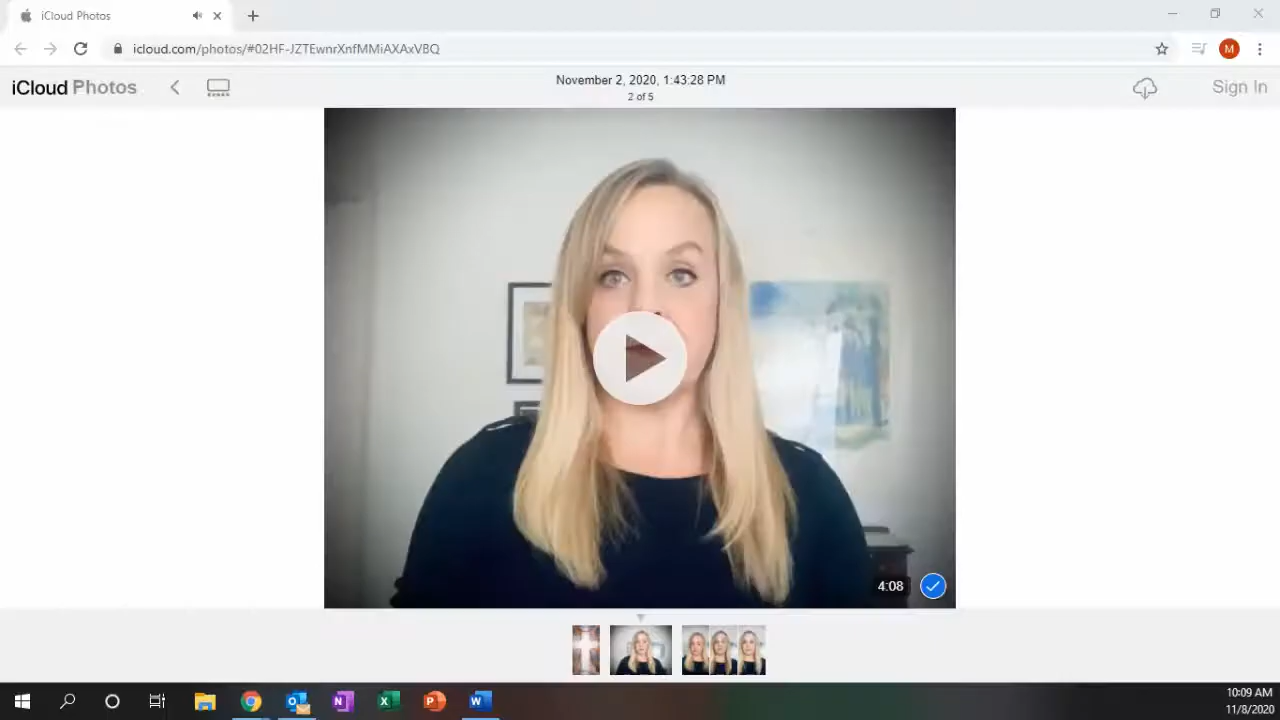 iCloud Photos
icloud.com/photos/#02HF-JZTEwnrXnfMMiAXAxVBQ
M
iCloud Photos
November 2, 2020, 1:43:28 PM
2 of 5
Sign In
4:08
N
X
P
W
10:09 AM
11/8/2020